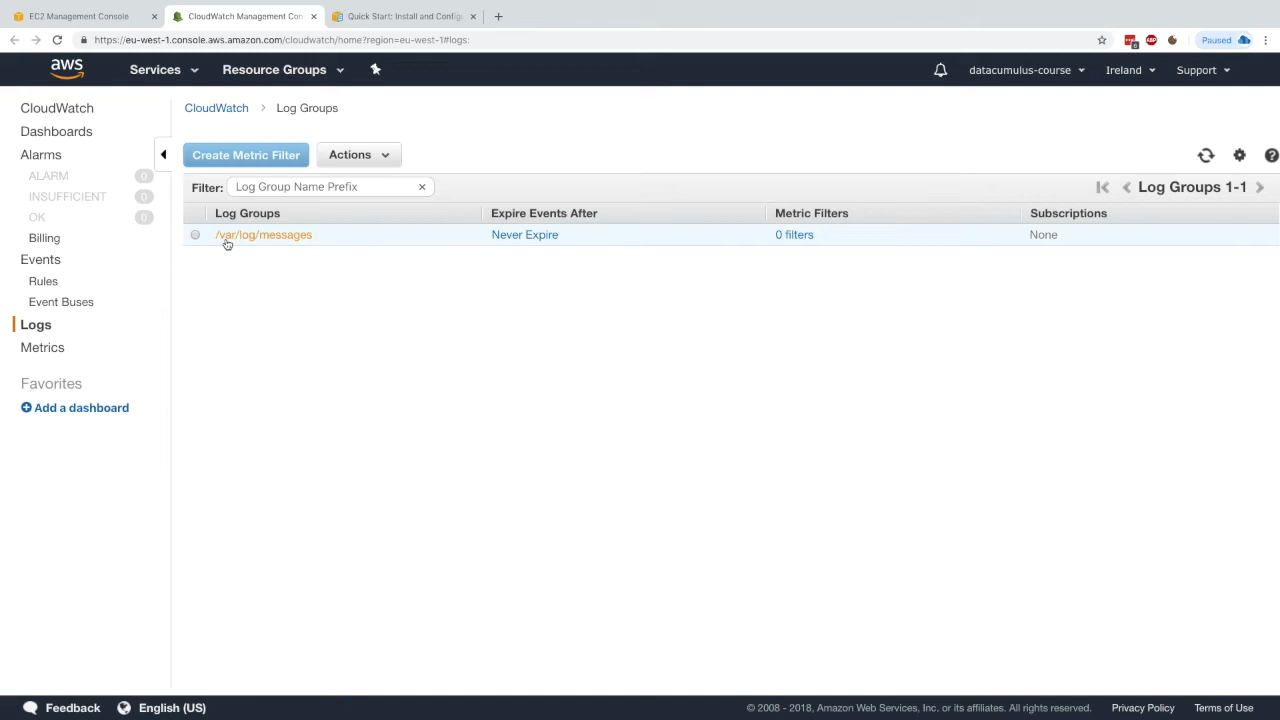 EC2 Management Console
CloudWatch Management Con
Quick Start: Install and Configu
https://eu-west-1.console.aws.amazon.com/cloudwatch/home?region=eu-west-1#logs:
Paused
aws
Services
Resource Groups
datacumulus-course
Ireland
Support
CloudWatch
Dashboards
Alarms
ALARM 0
INSUFFICIENT 0
OK 0
Billing
Events
Rules
Event Buses
Logs
Metrics
Favorites
Add a dashboard
CloudWatch > Log Groups
Create Metric Filter
Actions
Filter: Log Group Name Prefix
Log Groups 1-1
Log Groups Expire Events After Metric Filters Subscriptions
/var/log/messages Never Expire 0 filters None
Feedback
English (US)
© 2008 - 2018, Amazon Web Services, Inc. or its affiliates. All rights reserved.
Privacy Policy
Terms of Use